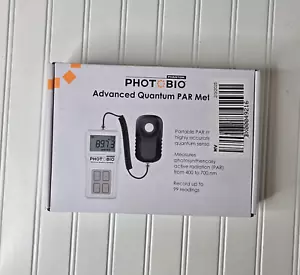 PHANTOM
PHOTOBIO
Advanced Quantum PAR Met
Portable PAR m
highly accurate
quantum senso
Measures
photosynthetically
active radiation (PAR)
from 400 to 700 nm
Record up to
99 readings
PHOTOBIO